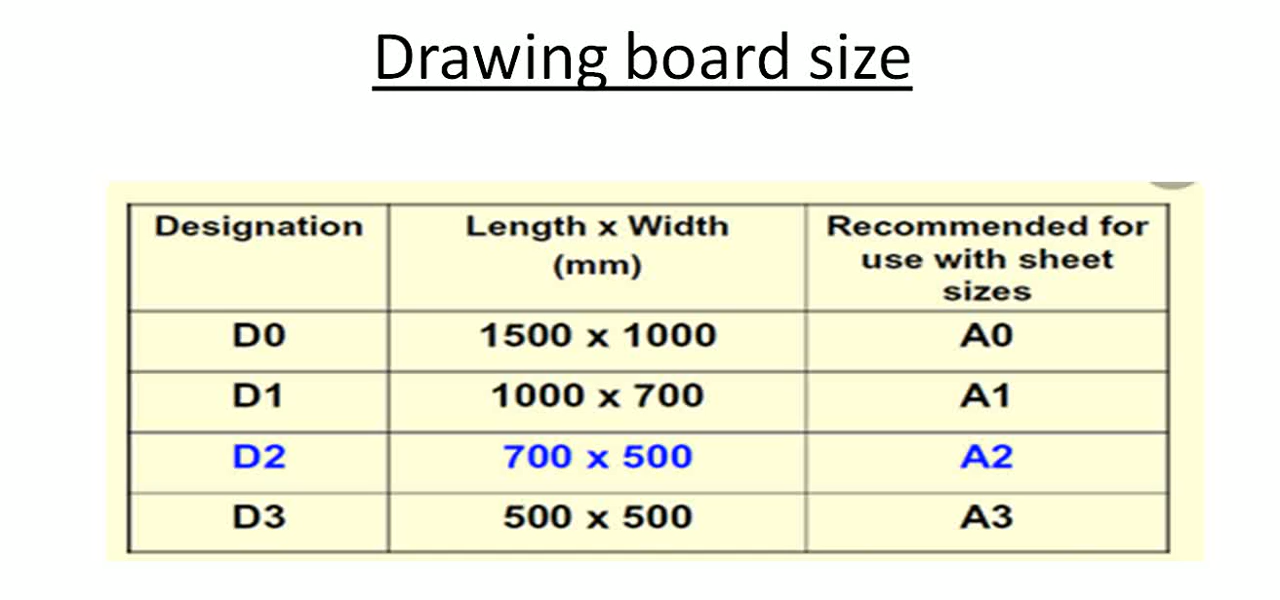 Drawing board size
Designation
Length x Width
(mm)
Recommended for
use with sheet
sizes
D0 1500 x 1000 A0
D1 1000 x 700 A1
D2 700 x 500 A2
D3 500 x 500 A3